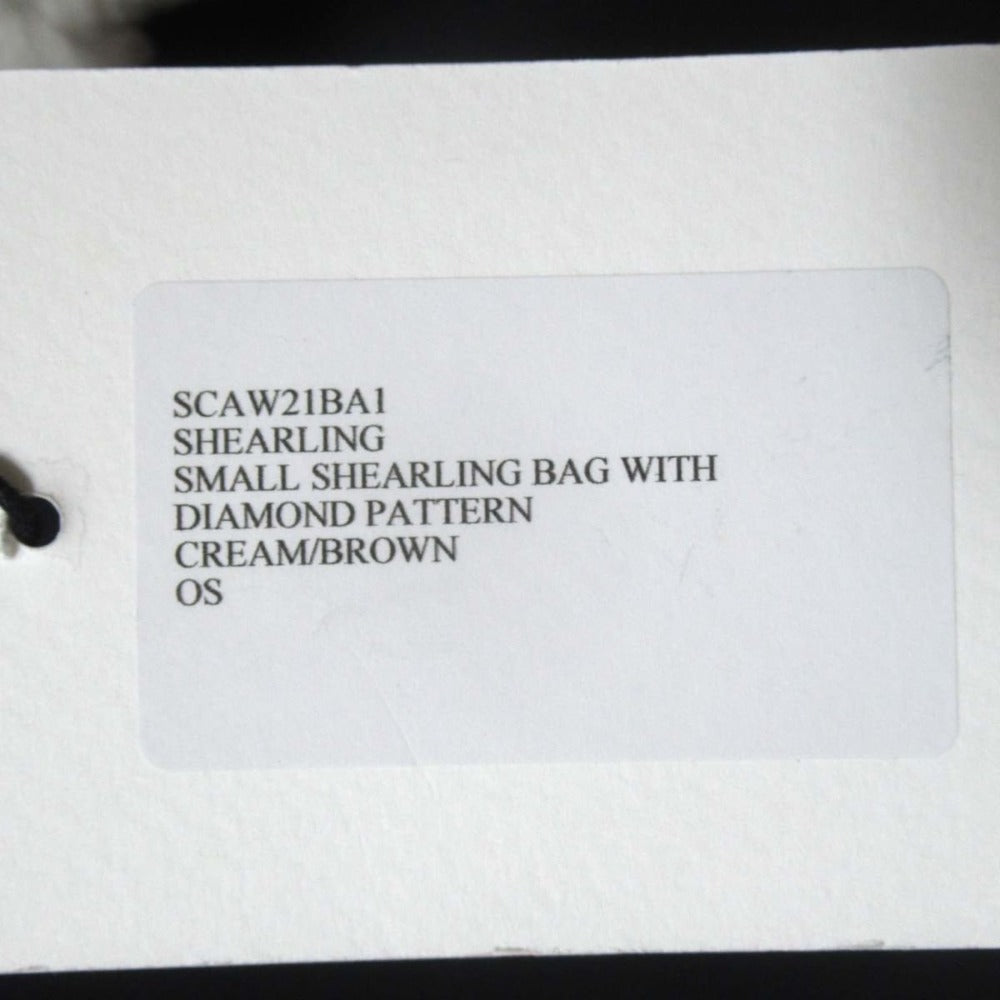 SCAW21BA1
SHEARLING
SMALL SHEARLING BAG WITH
DIAMOND PATTERN
CREAM/BROWN
OS